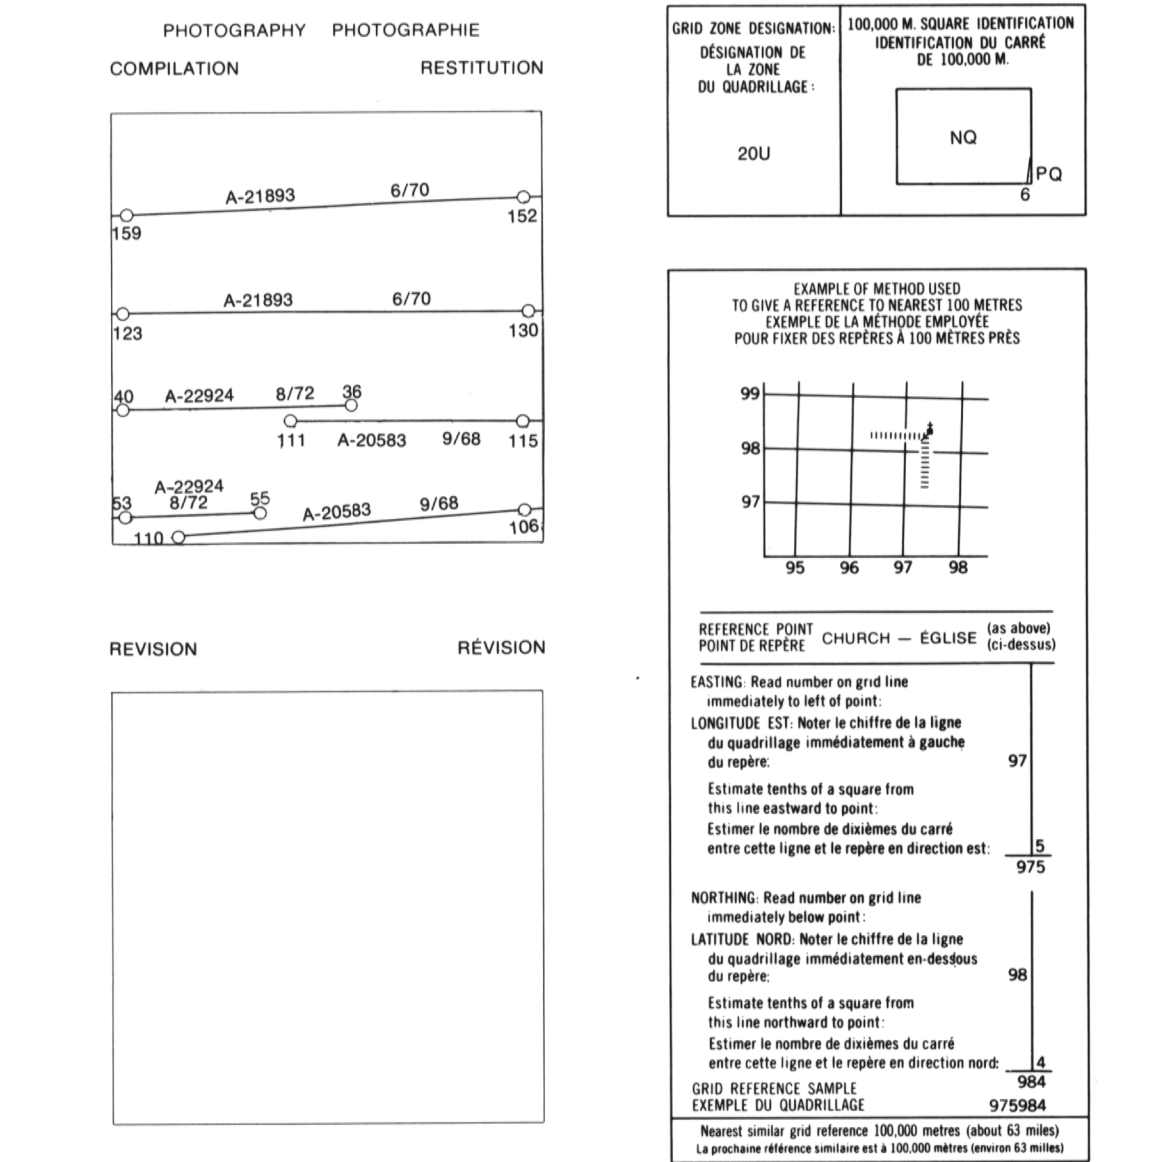 PHOTOGRAPHY PHOTOGRAPHIE
COMPILATION RESTITUTION
A-21893 6/70
159 152
A-21893 6/70
123 130
40 A-22924 8/72 36
111 A-20583 9/68 115
A-22924
53 8/72 55
A-20583 9/68
110 106
REVISION RÉVISION
GRID ZONE DESIGNATION:
DÉSIGNATION DE
LA ZONE
DU QUADRILLAGE :
20U
100,000 M. SQUARE IDENTIFICATION
IDENTIFICATION DU CARRÉ
DE 100,000 M.
NQ
PQ
6
EXAMPLE OF METHOD USED
TO GIVE A REFERENCE TO NEAREST 100 METRES
EXEMPLE DE LA MÉTHODE EMPLOYÉE
POUR FIXER DES REPÈRES À 100 MÈTRES PRÈS
99
98
97
95 96 97 98
REFERENCE POINT
POINT DE REPÈRE
CHURCH — ÉGLISE
(as above)
(ci-dessus)
EASTING: Read number on grid line
immediately to left of point:
LONGITUDE EST: Noter le chiffre de la ligne
du quadrillage immédiatement à gauche
du repère: 97
Estimate tenths of a square from
this line eastward to point:
Estimer le nombre de dixièmes du carré
entre cette ligne et le repère en direction est: 5
975
NORTHING: Read number on grid line
immediately below point:
LATITUDE NORD: Noter le chiffre de la ligne
du quadrillage immédiatement en-dessous
du repère: 98
Estimate tenths of a square from
this line northward to point:
Estimer le nombre de dixièmes du carré
entre cette ligne et le repère en direction nord: 4
984
GRID REFERENCE SAMPLE
EXEMPLE DU QUADRILLAGE 975984
Nearest similar grid reference 100,000 metres (about 63 miles)
La prochaine référence similaire est à 100,000 mètres (environ 63 milles)